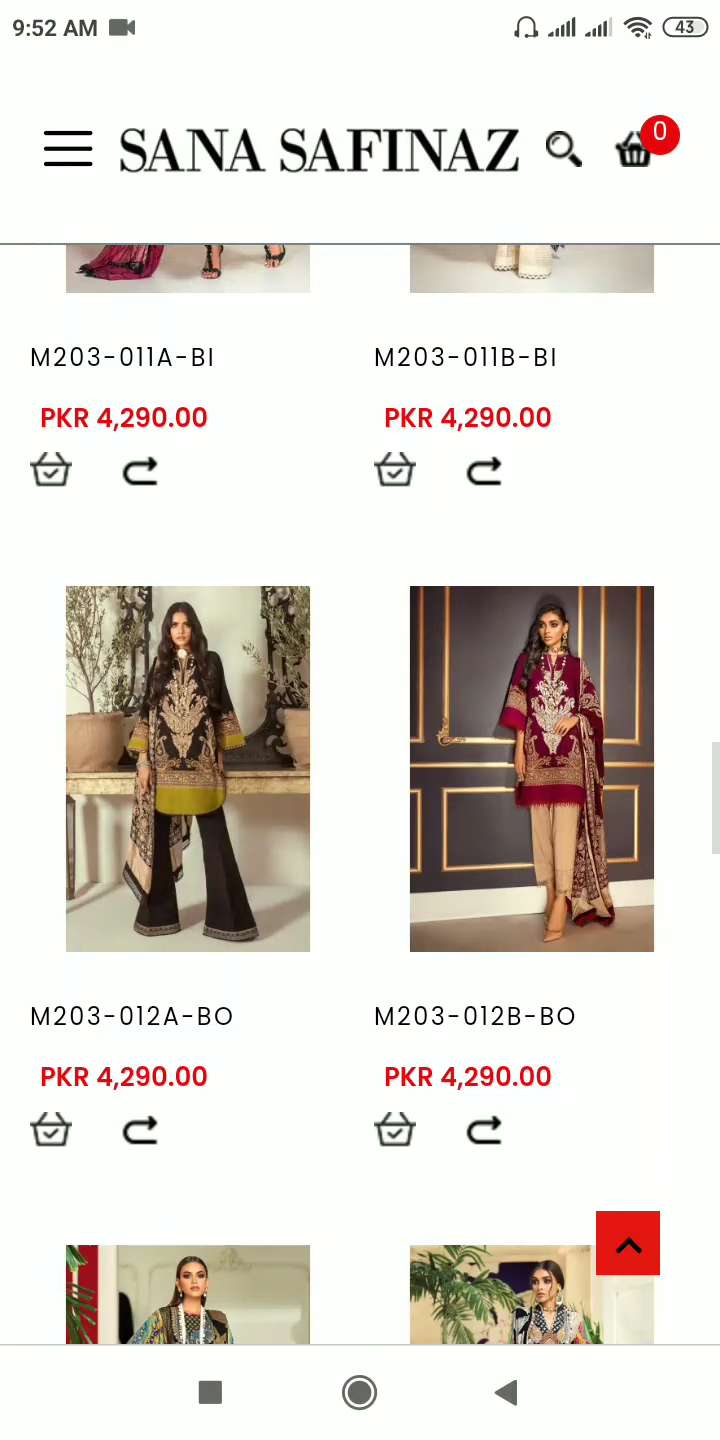 9:52 AM 43
SANA SAFINAZ 0
M203-011A-BI M203-011B-BI
PKR 4,290.00 PKR 4,290.00
M203-012A-BO M203-012B-BO
PKR 4,290.00 PKR 4,290.00